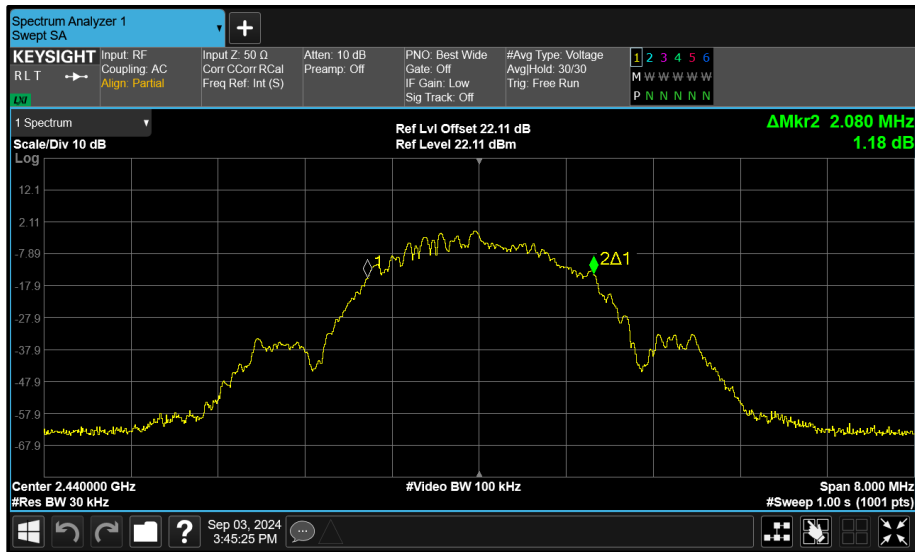 Spectrum Analyzer 1
Swept SA
KEYSIGHT
R L T
LXI
Input: RF
Coupling: AC
Align: Partial
Input Z: 50 Ω
Corr CCorr RCal
Freq Ref: Int (S)
Atten: 10 dB
Preamp: Off
PNO: Best Wide
Gate: Off
IF Gain: Low
Sig Track: Off
#Avg Type: Voltage
Avg|Hold: 30/30
Trig: Free Run
1 2 3 4 5 6
M W W W W W
P N N N N N
1 Spectrum
Scale/Div 10 dB
Ref Lvl Offset 22.11 dB
Ref Level 22.11 dBm
ΔMkr2 2.080 MHz
1.18 dB
Log
12.1
2.11
-7.89
-17.9
-27.9
-37.9
-47.9
-57.9
-67.9
1
2Δ1
Center 2.440000 GHz
#Video BW 100 kHz
Span 8.000 MHz
#Res BW 30 kHz
#Sweep 1.00 s (1001 pts)
?
Sep 03, 2024
3:45:25 PM